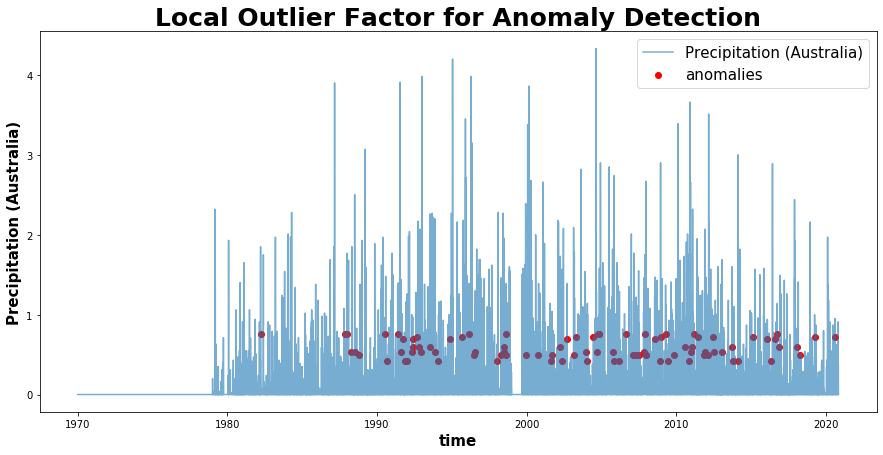 Local Outlier Factor for Anomaly Detection
Precipitation (Australia)
anomalies
Precipitation (Australia)
4
3
2
1
0
1970 1980 1990 2000 2010 2020
time